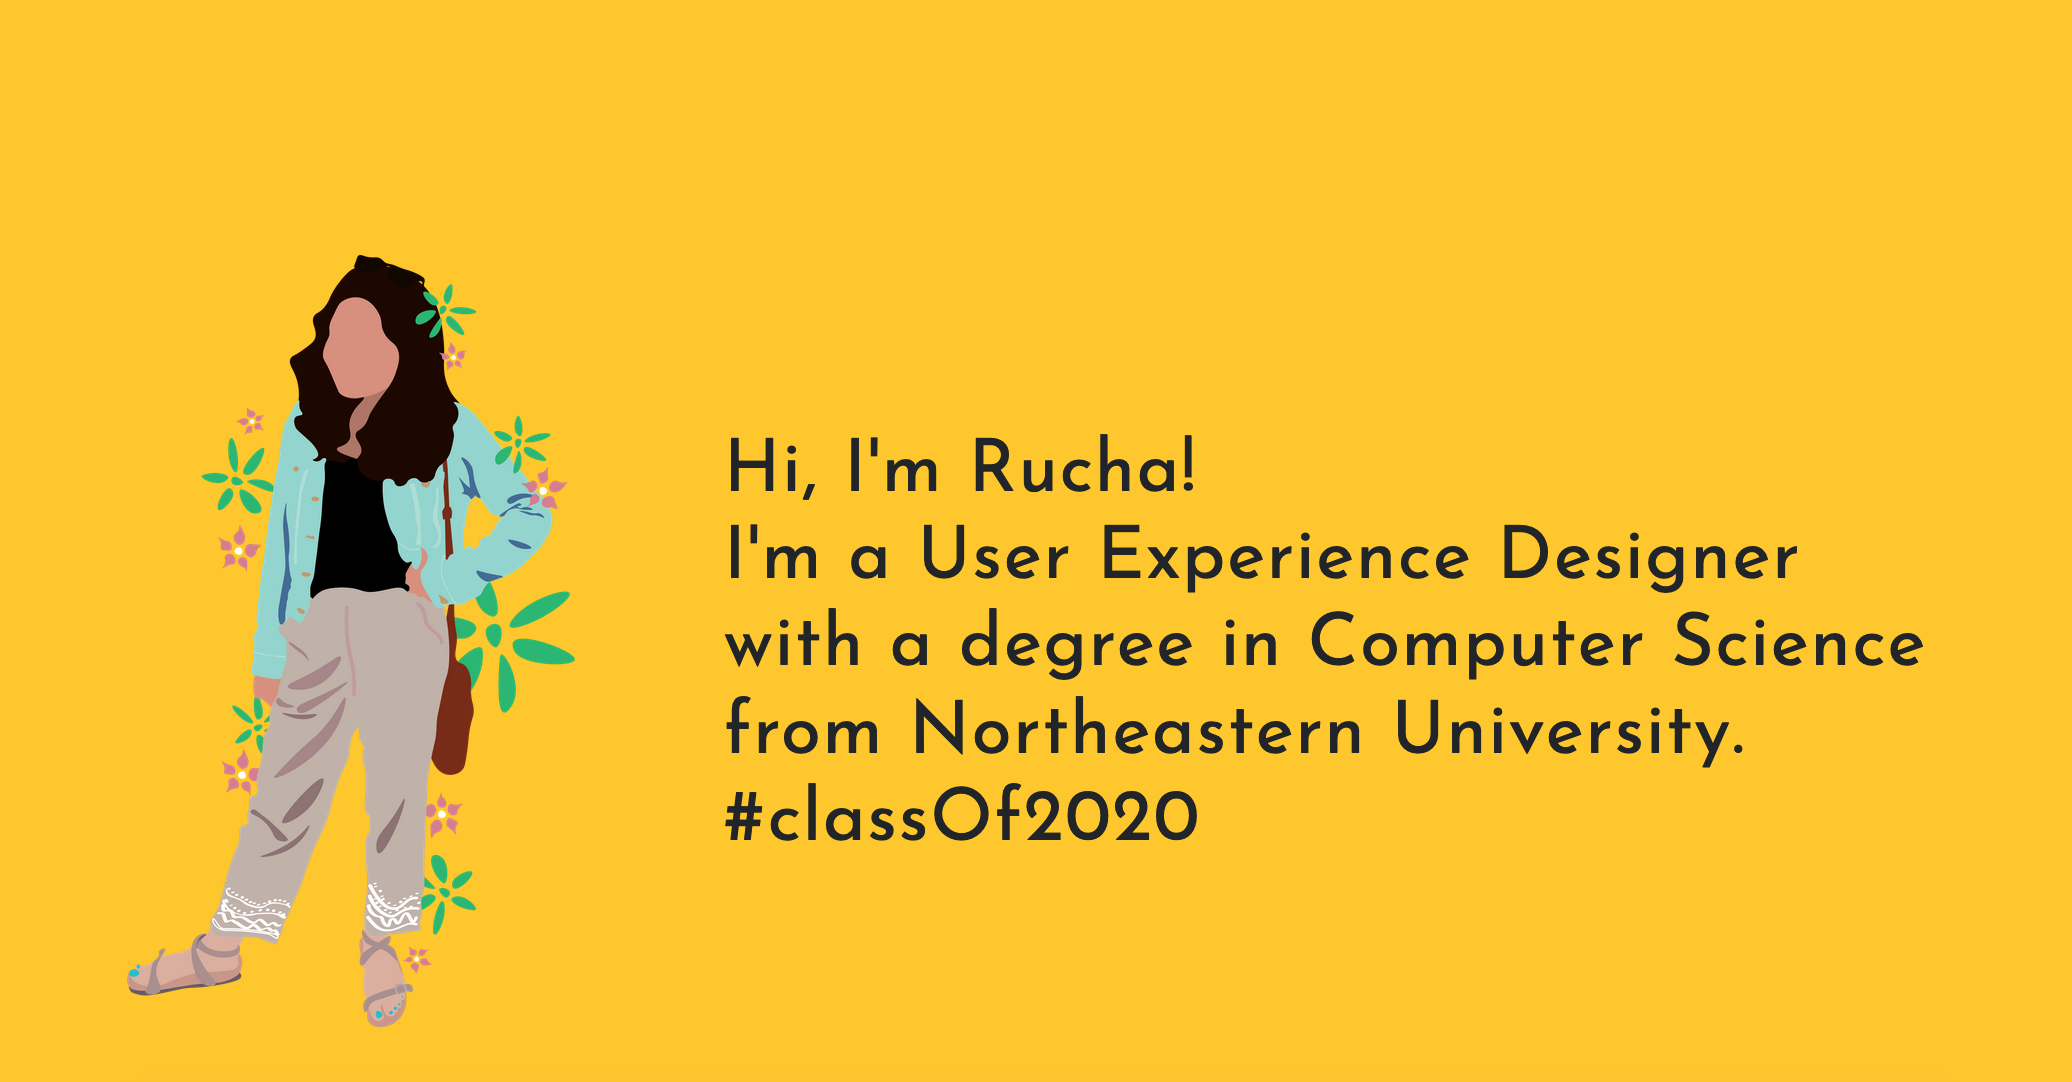 Hi, I'm Rucha!
I'm a User Experience Designer
with a degree in Computer Science
from Northeastern University.
#classOf2020